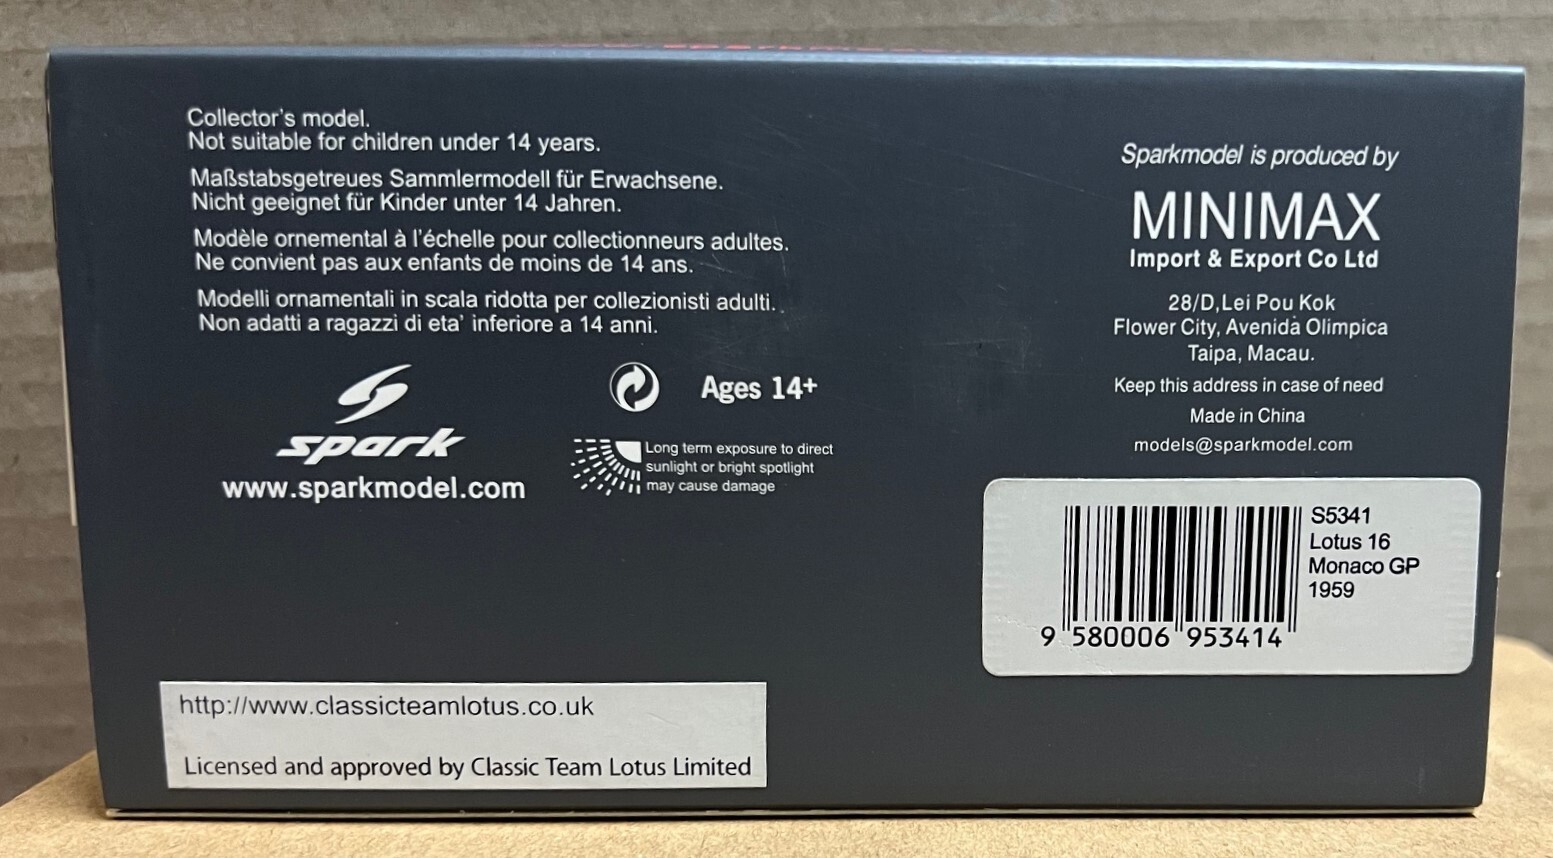 Collector's model.
Not suitable for children under 14 years.
Maßstabsgetreues Sammlermodell für Erwachsene.
Nicht geeignet für Kinder unter 14 Jahren.
Modèle ornemental à l'échelle pour collectionneurs adultes.
Ne convient pas aux enfants de moins de 14 ans.
Modelli ornamentali in scala ridotta per collezionisti adulti.
Non adatti a ragazzi di eta' inferiore a 14 anni.
spark
www.sparkmodel.com
Ages 14+
Long term exposure to direct
sunlight or bright spotlight
may cause damage
Sparkmodel is produced by
MINIMAX
Import & Export Co Ltd
28/D,Lei Pou Kok
Flower City, Avenida Olimpica
Taipa, Macau.
Keep this address in case of need
Made in China
models@sparkmodel.com
S5341
Lotus 16
Monaco GP
1959
9 580006 953414
http://www.classicteamlotus.co.uk
Licensed and approved by Classic Team Lotus Limited